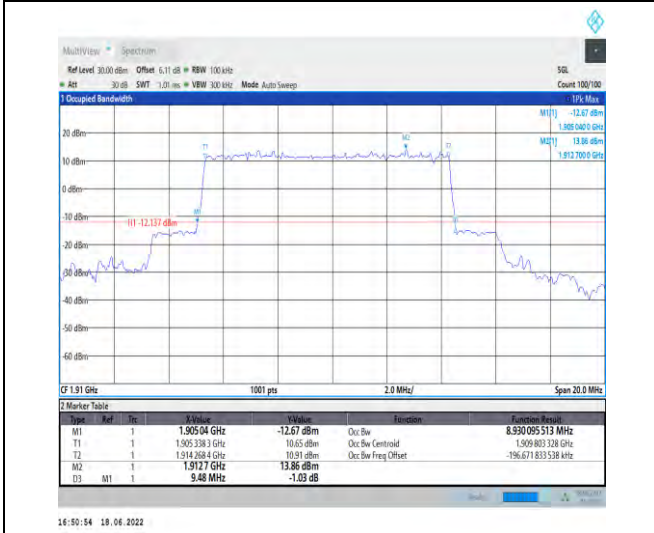 MultiView Spectrum
Ref Level 30.00 dBm Offset 6.11 dB RBW 100 kHz SGL
Att 30 dB SWT 1.01 ms VBW 300 kHz Mode Auto Sweep Count 100/100
1 Occupied Bandwidth 1Pk Max
M1[1] -12.67 dBm
1.905 040 0 GHz
M2[1] 13.86 dBm
1.912 700 0 GHz
20 dBm
T1 M2 T2
10 dBm
0 dBm
-10 dBm
M1
H1 -12.137 dBm
-20 dBm
-30 dBm
-40 dBm
-50 dBm
-60 dBm
CF 1.91 GHz 1001 pts 2.0 MHz/ Span 20.0 MHz
2 Marker Table
Type Ref Trc X-Value Y-Value Function Function Result
M1 1 1.905 04 GHz -12.67 dBm Occ Bw 8.930 095 513 MHz
T1 1 1.905 338 3 GHz 10.65 dBm Occ Bw Centroid 1.909 803 328 GHz
T2 1 1.914 268 4 GHz 10.91 dBm Occ Bw Freq Offset -196.671 833 538 kHz
M2 1 1.912 7 GHz 13.86 dBm
D3 M1 1 9.48 MHz -1.03 dB
16:50:54 18.06.2022